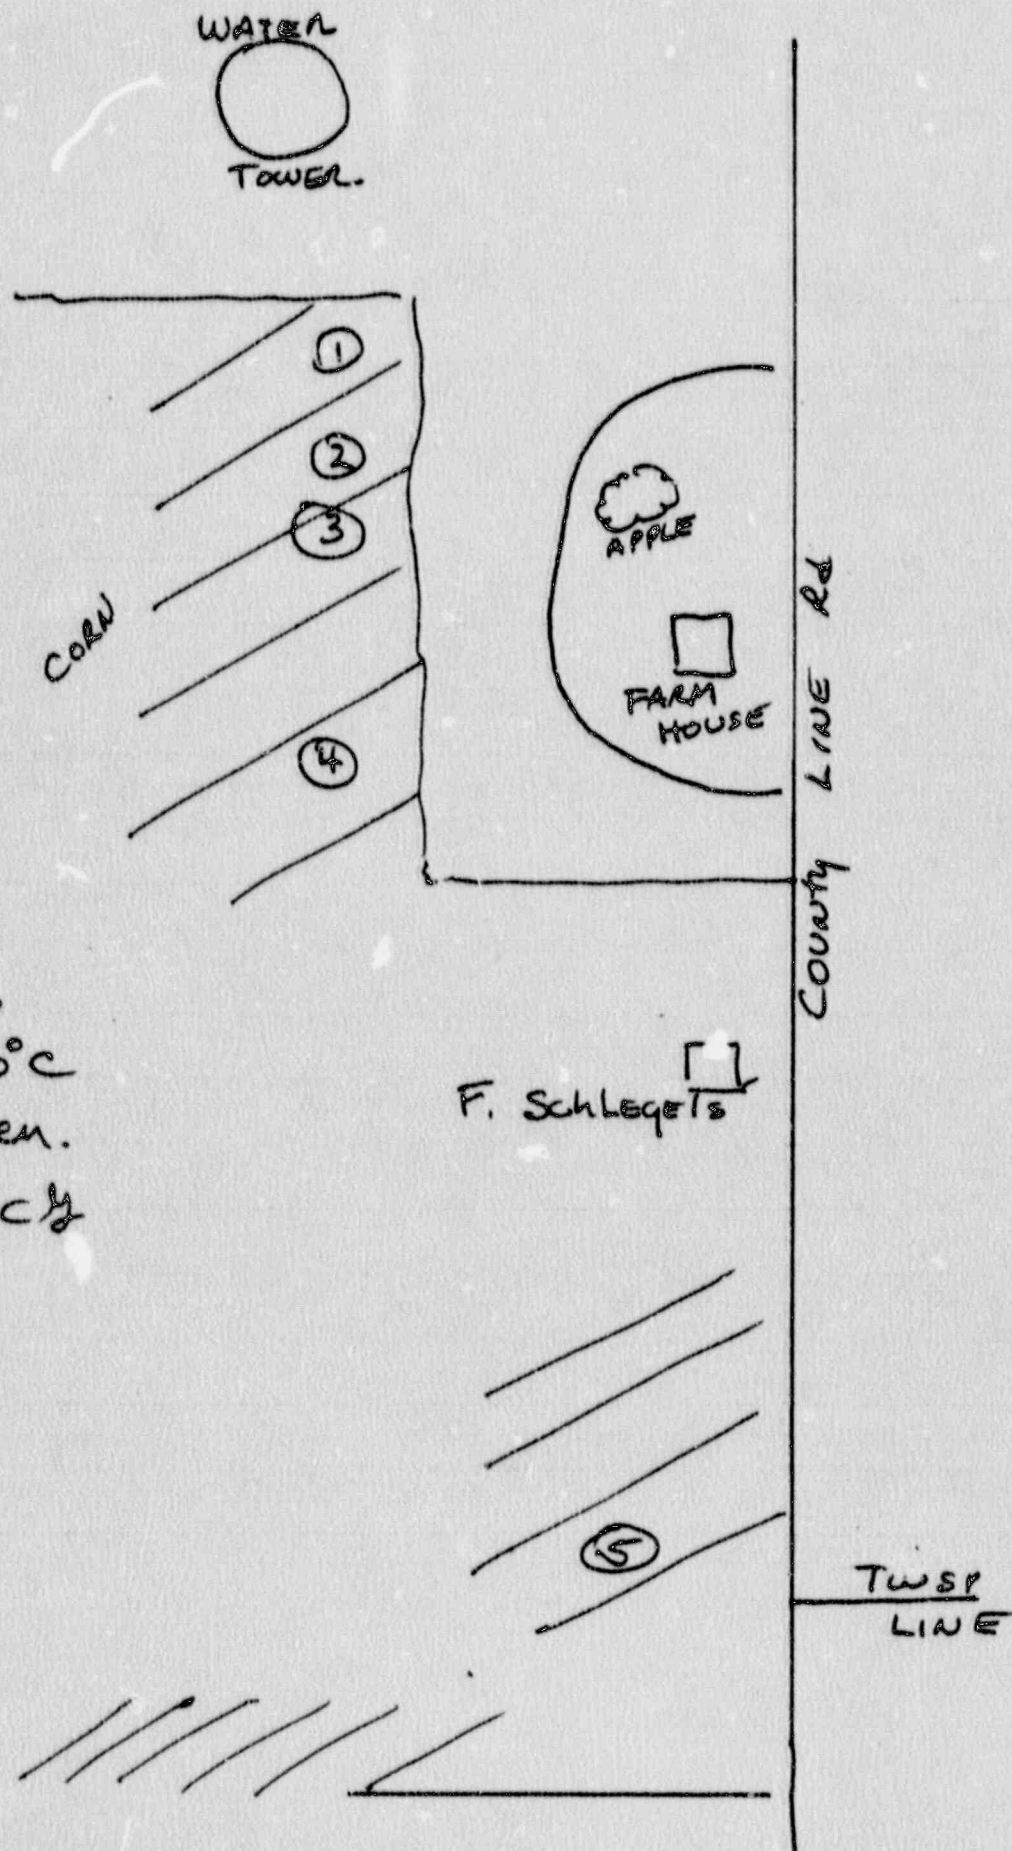 WATER
TOWER.
①
②
③
④
CORN
APPLE
FARM
HOUSE
COUNTY LINE Rd
°C
F. SCHLEGEL'S
⑤
TWSP
LINE